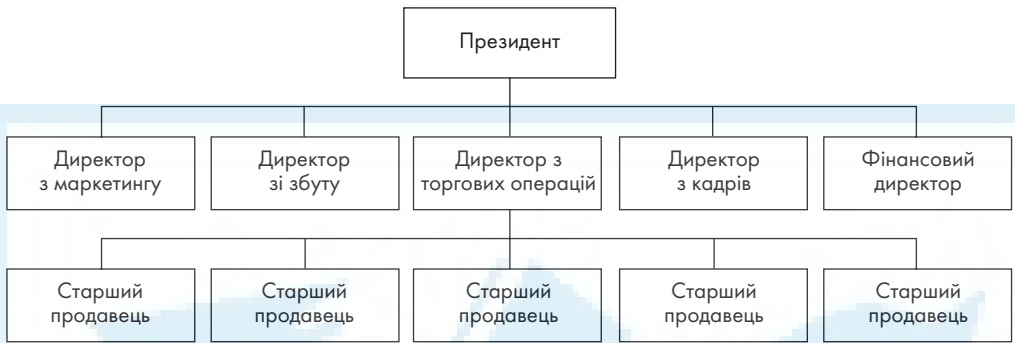 Президент
Директор
з маркетингу
Директор
зі збуту
Директор з
торгових операцій
Директор
з кадрів
Фінансовий
директор
Старший
продавець
Старший
продавець
Старший
продавець
Старший
продавець
Старший
продавець